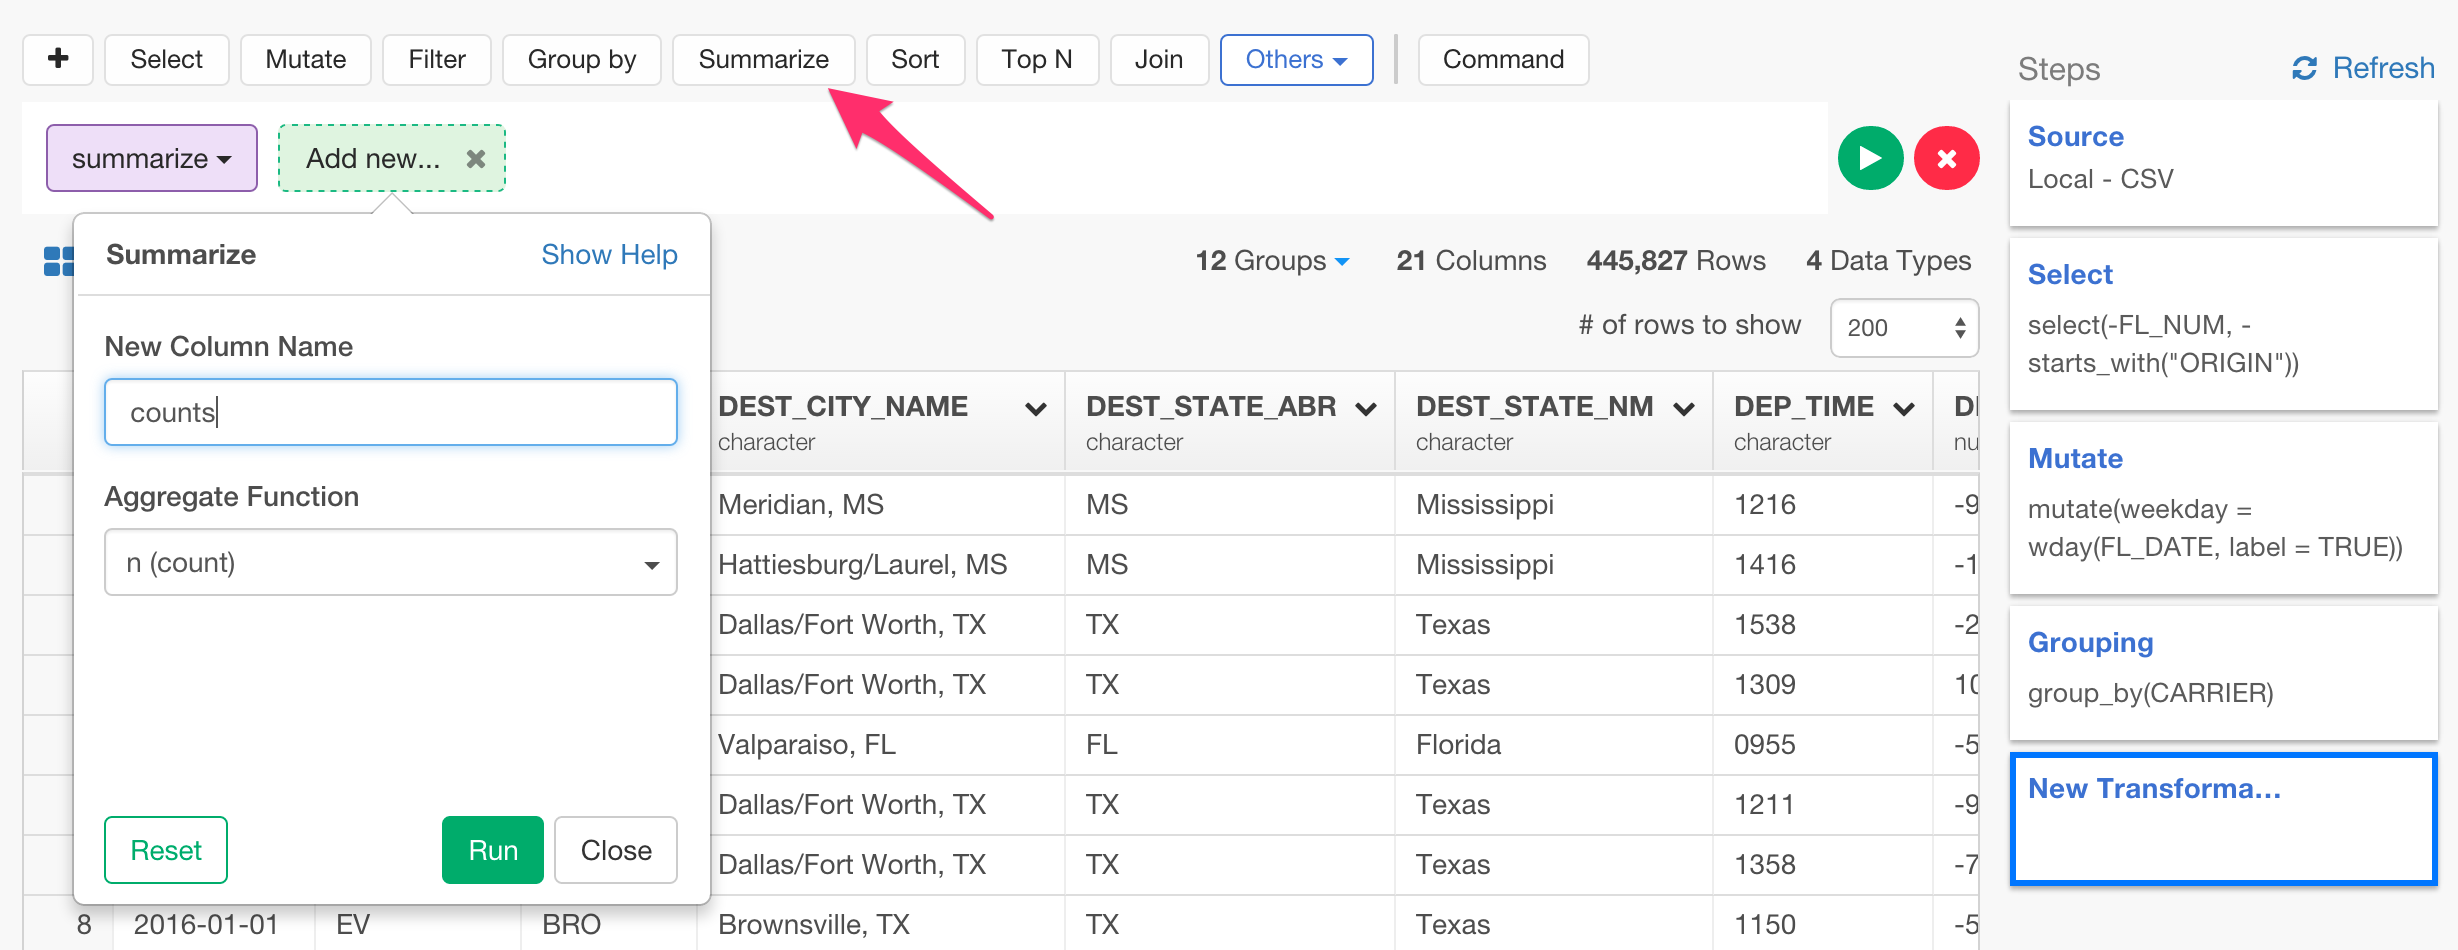 + Select Mutate Filter Group by Summarize Sort Top N Join Others Command
Steps Refresh
summarize Add new...
Source
Local - CSV
Summarize Show Help
12 Groups 21 Columns 445,827 Rows 4 Data Types
# of rows to show 200
Select
select(-FL_NUM, -
starts_with("ORIGIN"))
New Column Name
counts
Aggregate Function
n (count)
Reset Run Close
DEST_CITY_NAME DEST_STATE_ABR DEST_STATE_NM DEP_TIME
character character character character
Meridian, MS MS Mississippi 1216 -9
Hattiesburg/Laurel, MS MS Mississippi 1416 -1
Dallas/Fort Worth, TX TX Texas 1538 -2
Dallas/Fort Worth, TX TX Texas 1309 10
Valparaiso, FL FL Florida 0955 -5
Dallas/Fort Worth, TX TX Texas 1211 -9
Dallas/Fort Worth, TX TX Texas 1358 -7
8 2016-01-01 EV BRO Brownsville, TX TX Texas 1150 -5
Mutate
mutate(weekday =
wday(FL_DATE, label = TRUE))
Grouping
group_by(CARRIER)
New Transforma...